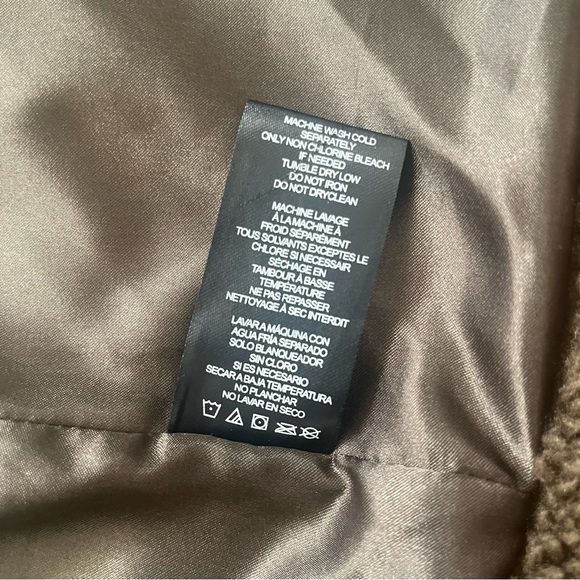 MACHNE WASH COLD
SEPARATELY
ONLY NON CHLORINE BLEACH
IF NEEDED
TUMBLE DRY LOW
DO NOT IRON
DO NOT DRYCLEAN
MACHINE LAVAGE
À LA MACHINE À
FROID SÉPARÉMENT
TOUS SOLVANTS EXCEPTES LE
CHLORE SI NECESSAIR
SÉCHAGE EN
TAMBOUR À BASSE
TEMPÉRATURE
NE PAS REPASSER
NETTOYAGE À SEC INTERDIT
LAVAR A MÁQUINA CON
AGUA FRÍA SEPARADO
SOLO BLANQUEADOR
SIN CLORO
SI ES NECESARIO
SECAR A BAJA TEMPERATURA
NO PLANCHAR
NO LAVAR EN SECO